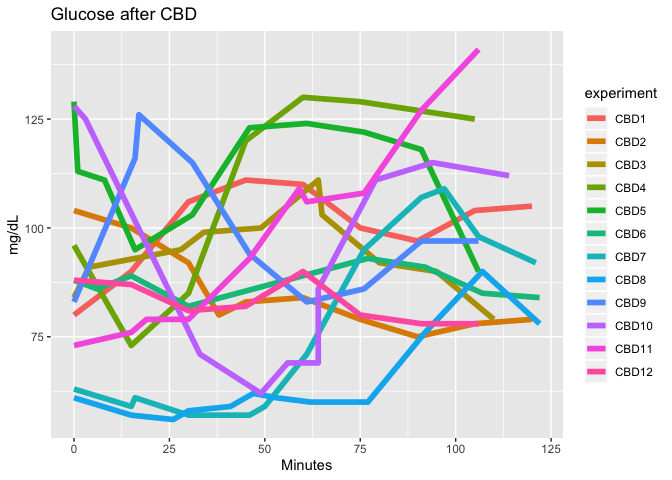 Glucose after CBD
mg/dL
125
100
75
0
25
50
75
100
125
Minutes
experiment
CBD1
CBD2
CBD3
CBD4
CBD5
CBD6
CBD7
CBD8
CBD9
CBD10
CBD11
CBD12